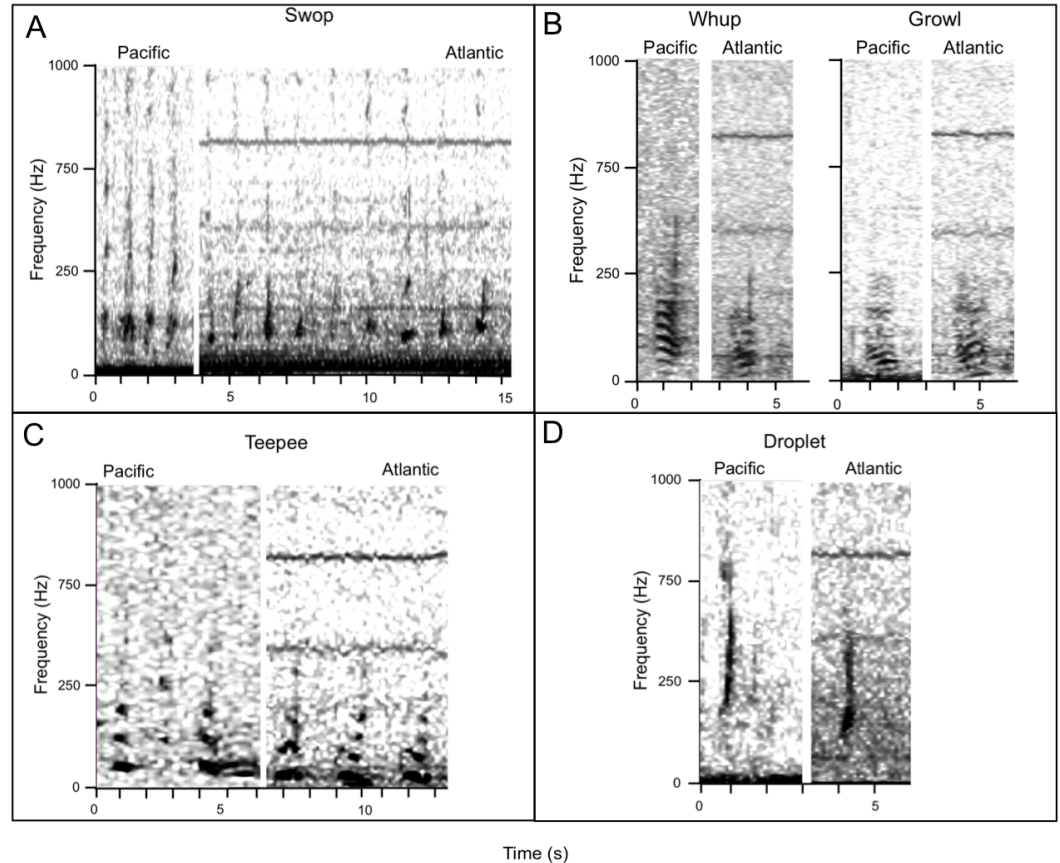 A
Swop
Pacific
Atlantic
1000
750
250
0
Frequency (Hz)
0
5
10
15
B
Whup
Growl
Pacific
Atlantic
Pacific
Atlantic
1000
750
250
0
Frequency (Hz)
0
5
0
5
C
Teepee
Pacific
Atlantic
1000
750
250
0
Frequency (Hz)
0
5
10
D
Droplet
Pacific
Atlantic
1000
750
250
0
Frequency (Hz)
0
5
Time (s)